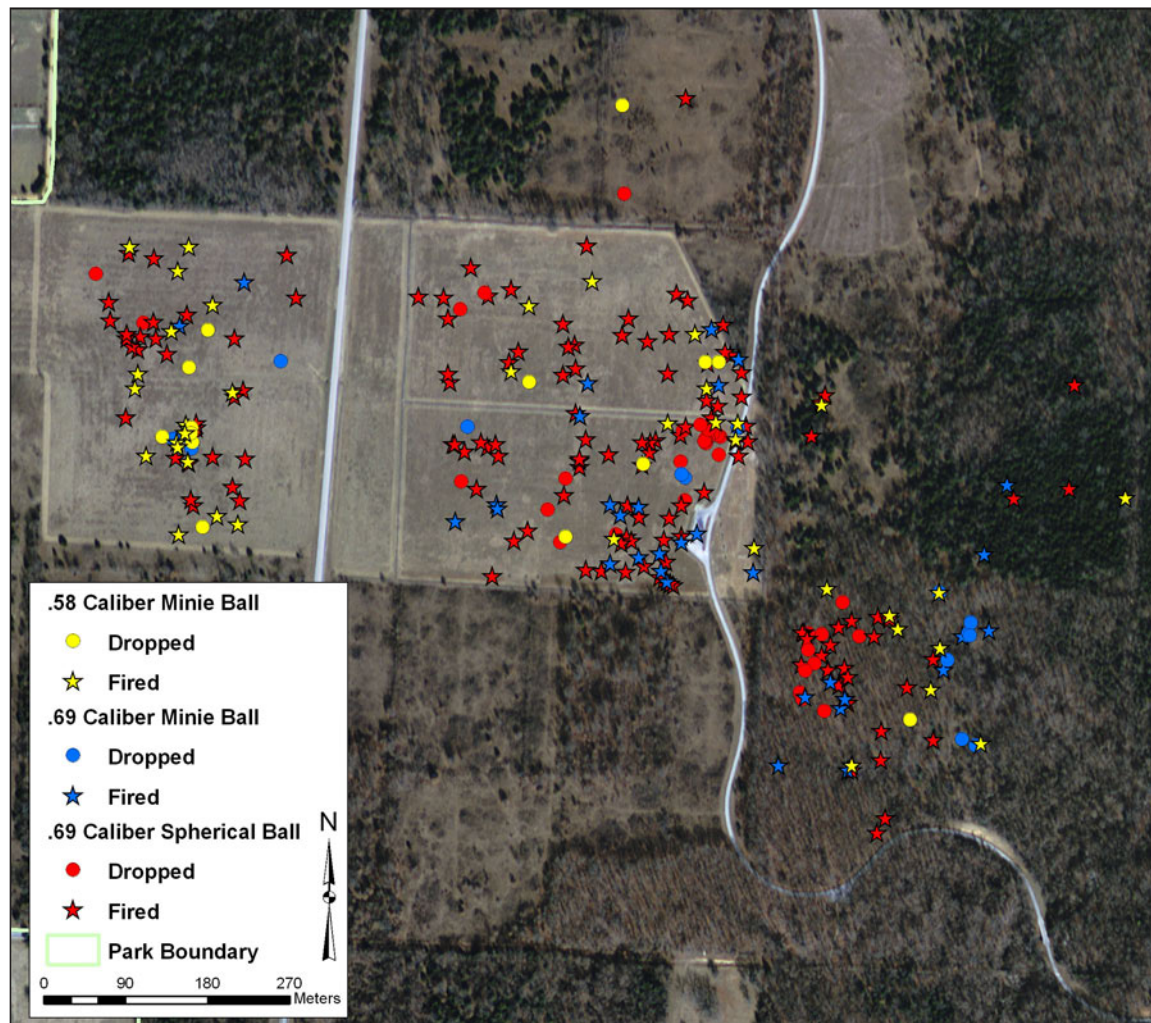 .58 Caliber Minie Ball
Dropped
Fired
.69 Caliber Minie Ball
Dropped
Fired
.69 Caliber Spherical Ball
Dropped
Fired
Park Boundary
N
0 90 180 270
Meters